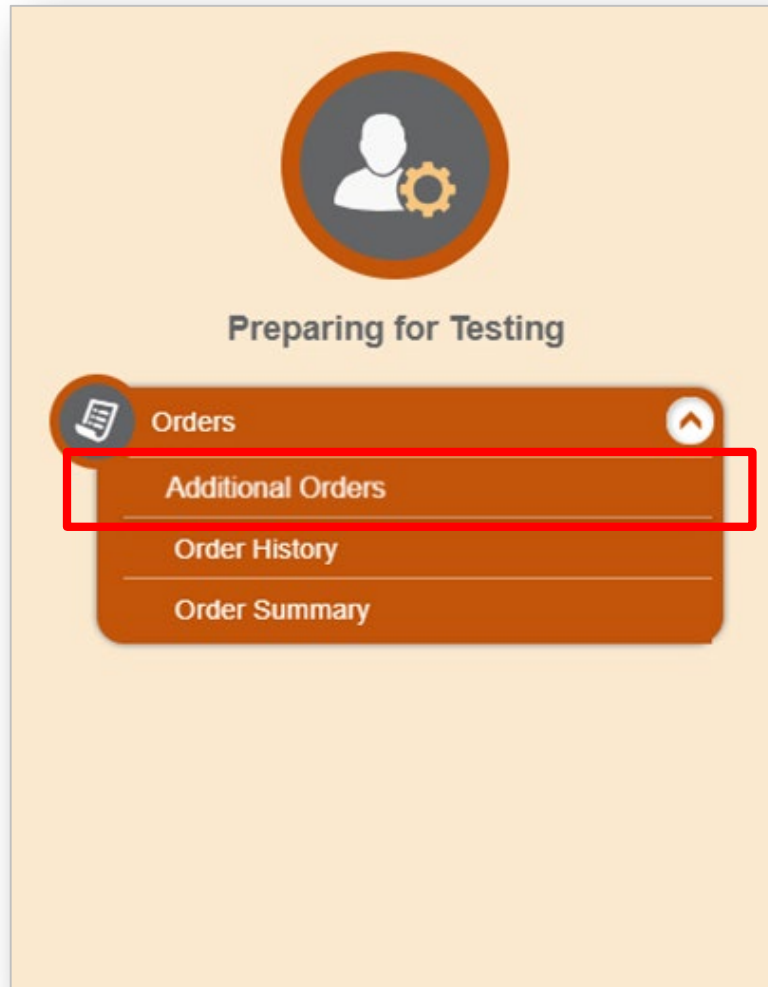 Preparing for Testing
Orders
Additional Orders
Order History
Order Summary